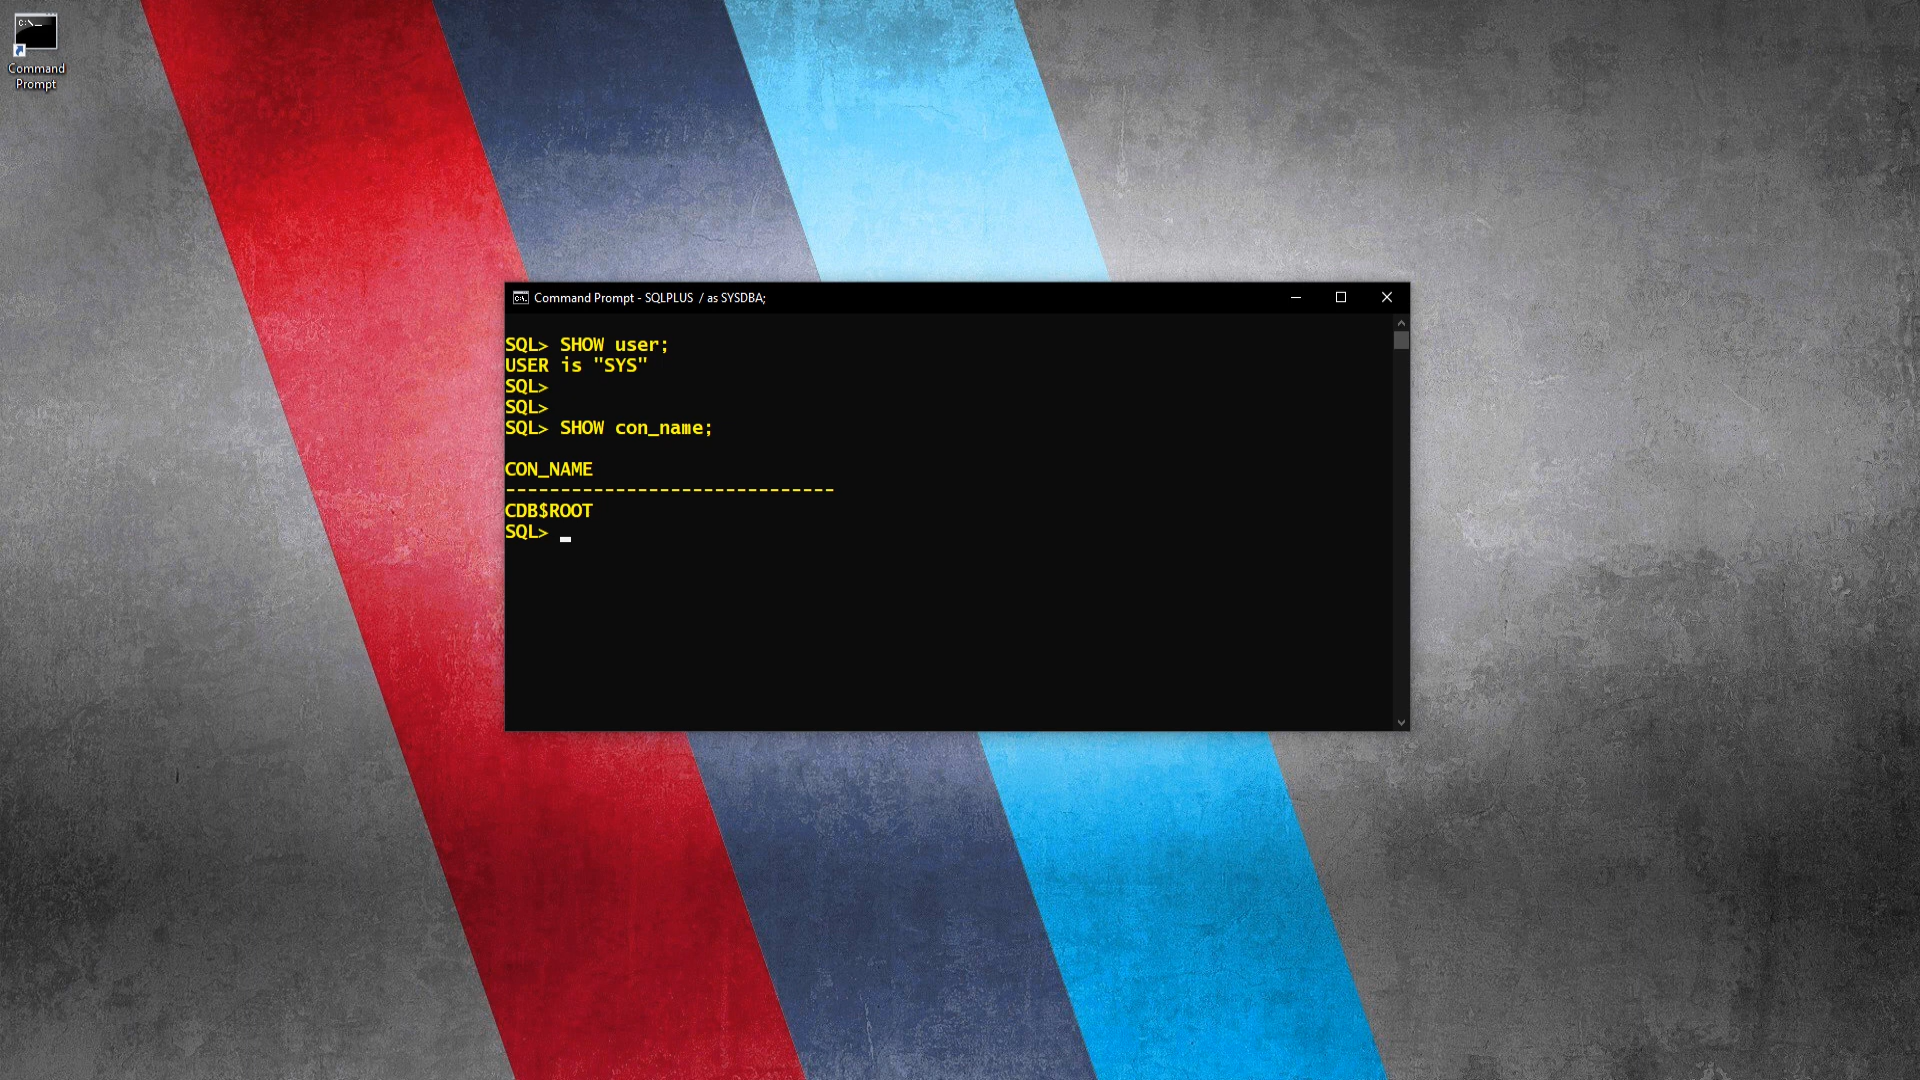 Command
Prompt
Command Prompt - SQLPLUS  / as SYSDBA;
SQL> SHOW user;
USER is "SYS"
SQL>
SQL>
SQL> SHOW con_name;
CON_NAME
------------------------------
CDB$ROOT
SQL>